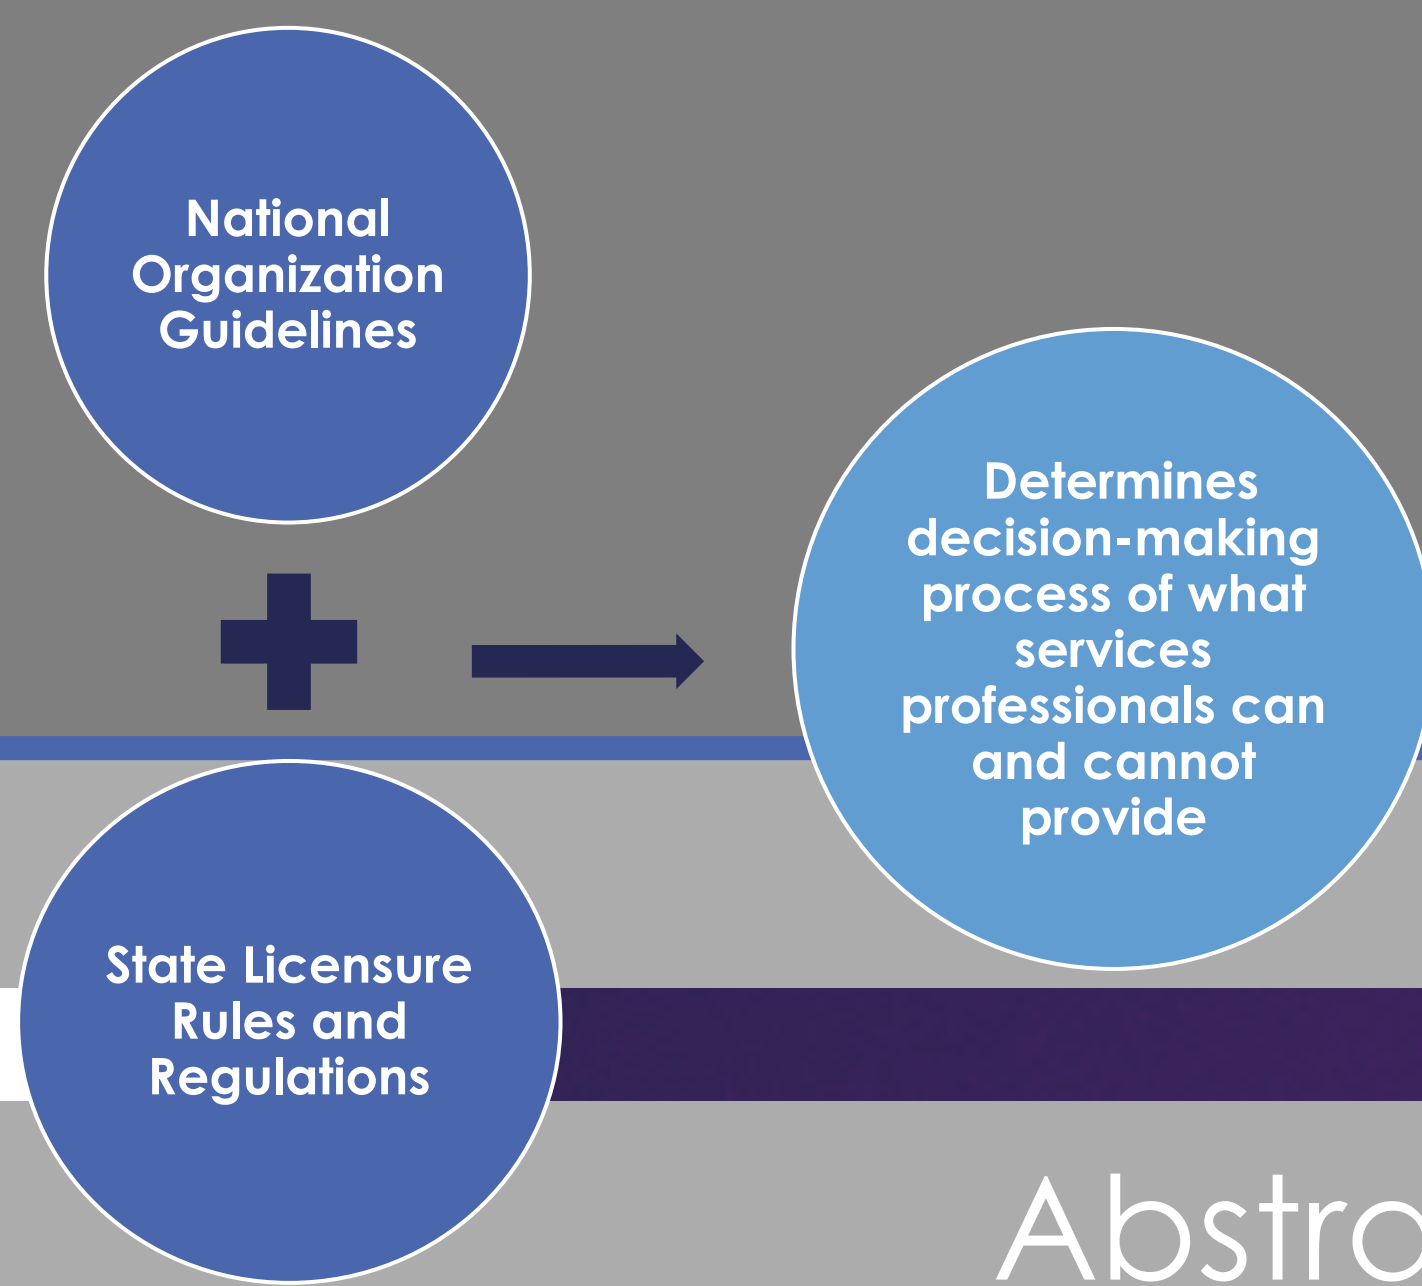 National
Organization
Guidelines
Determines
decision-making
process of what
services
professionals can
and cannot
provide
State Licensure
Rules and
Regulations